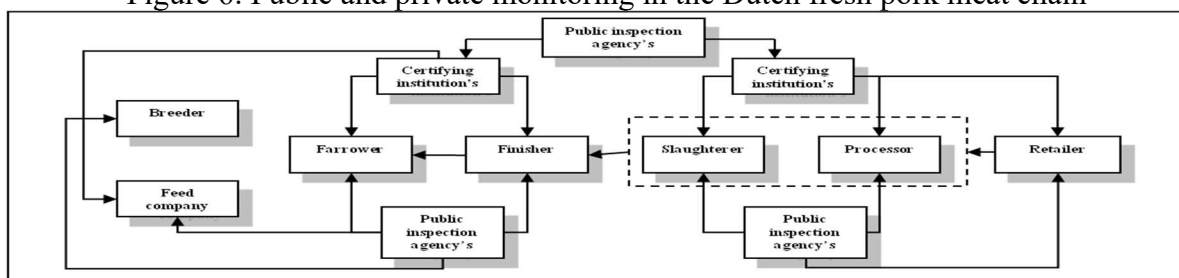 Figure 6: Public and private monitoring in the Dutch fresh pork meat chain
Public inspection
agency's
Certifying
institution's
Certifying
institution's
Breeder
Farrower
Finisher
Slaughterer
Processor
Retailer
Feed
company
Public
inspection
agency's
Public
inspection
agency's